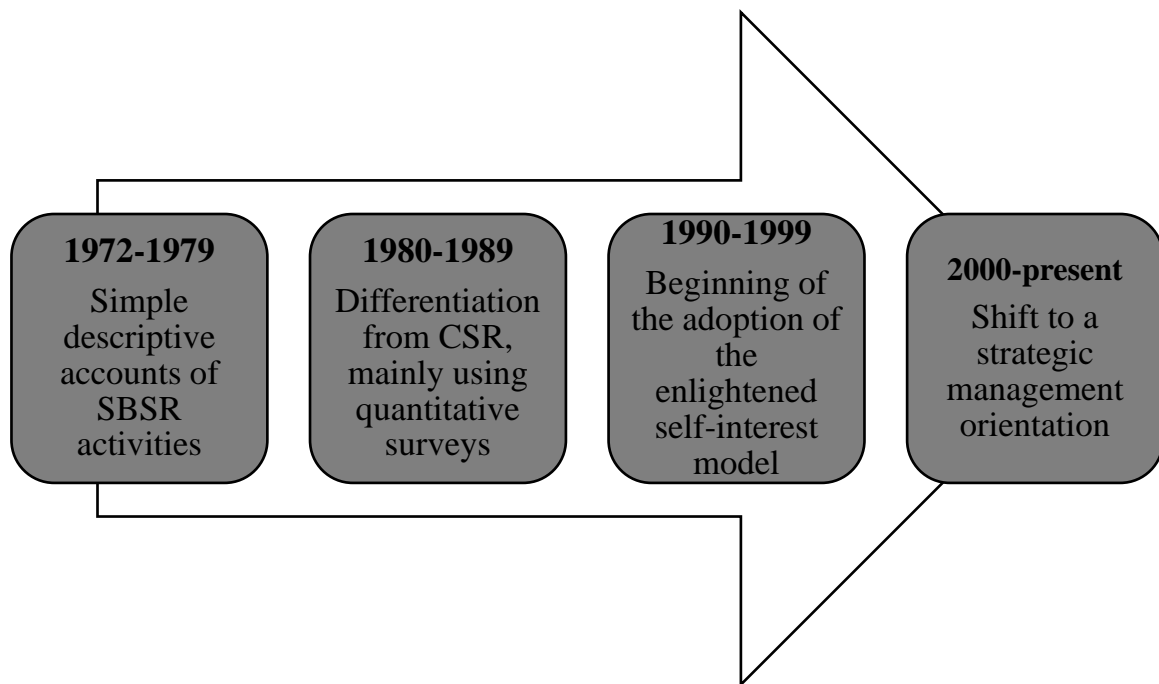 1972-1979
Simple
descriptive
accounts of
SBSR
activities
1980-1989
Differentiation
from CSR,
mainly using
quantitative
surveys
1990-1999
Beginning of
the adoption of
the
enlightened
self-interest
model
2000-present
Shift to a
strategic
management
orientation